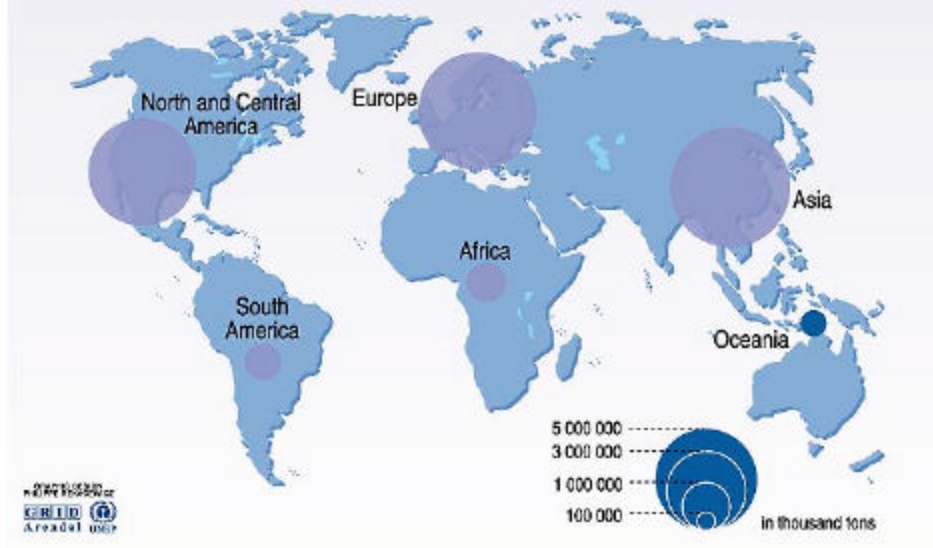 North and Central
America
Europe
Asia
Africa
South
America
Oceania
5 000 000
3 000 000
1 000 000
100 000
in thousand tons
GRID
Arendal UNEP